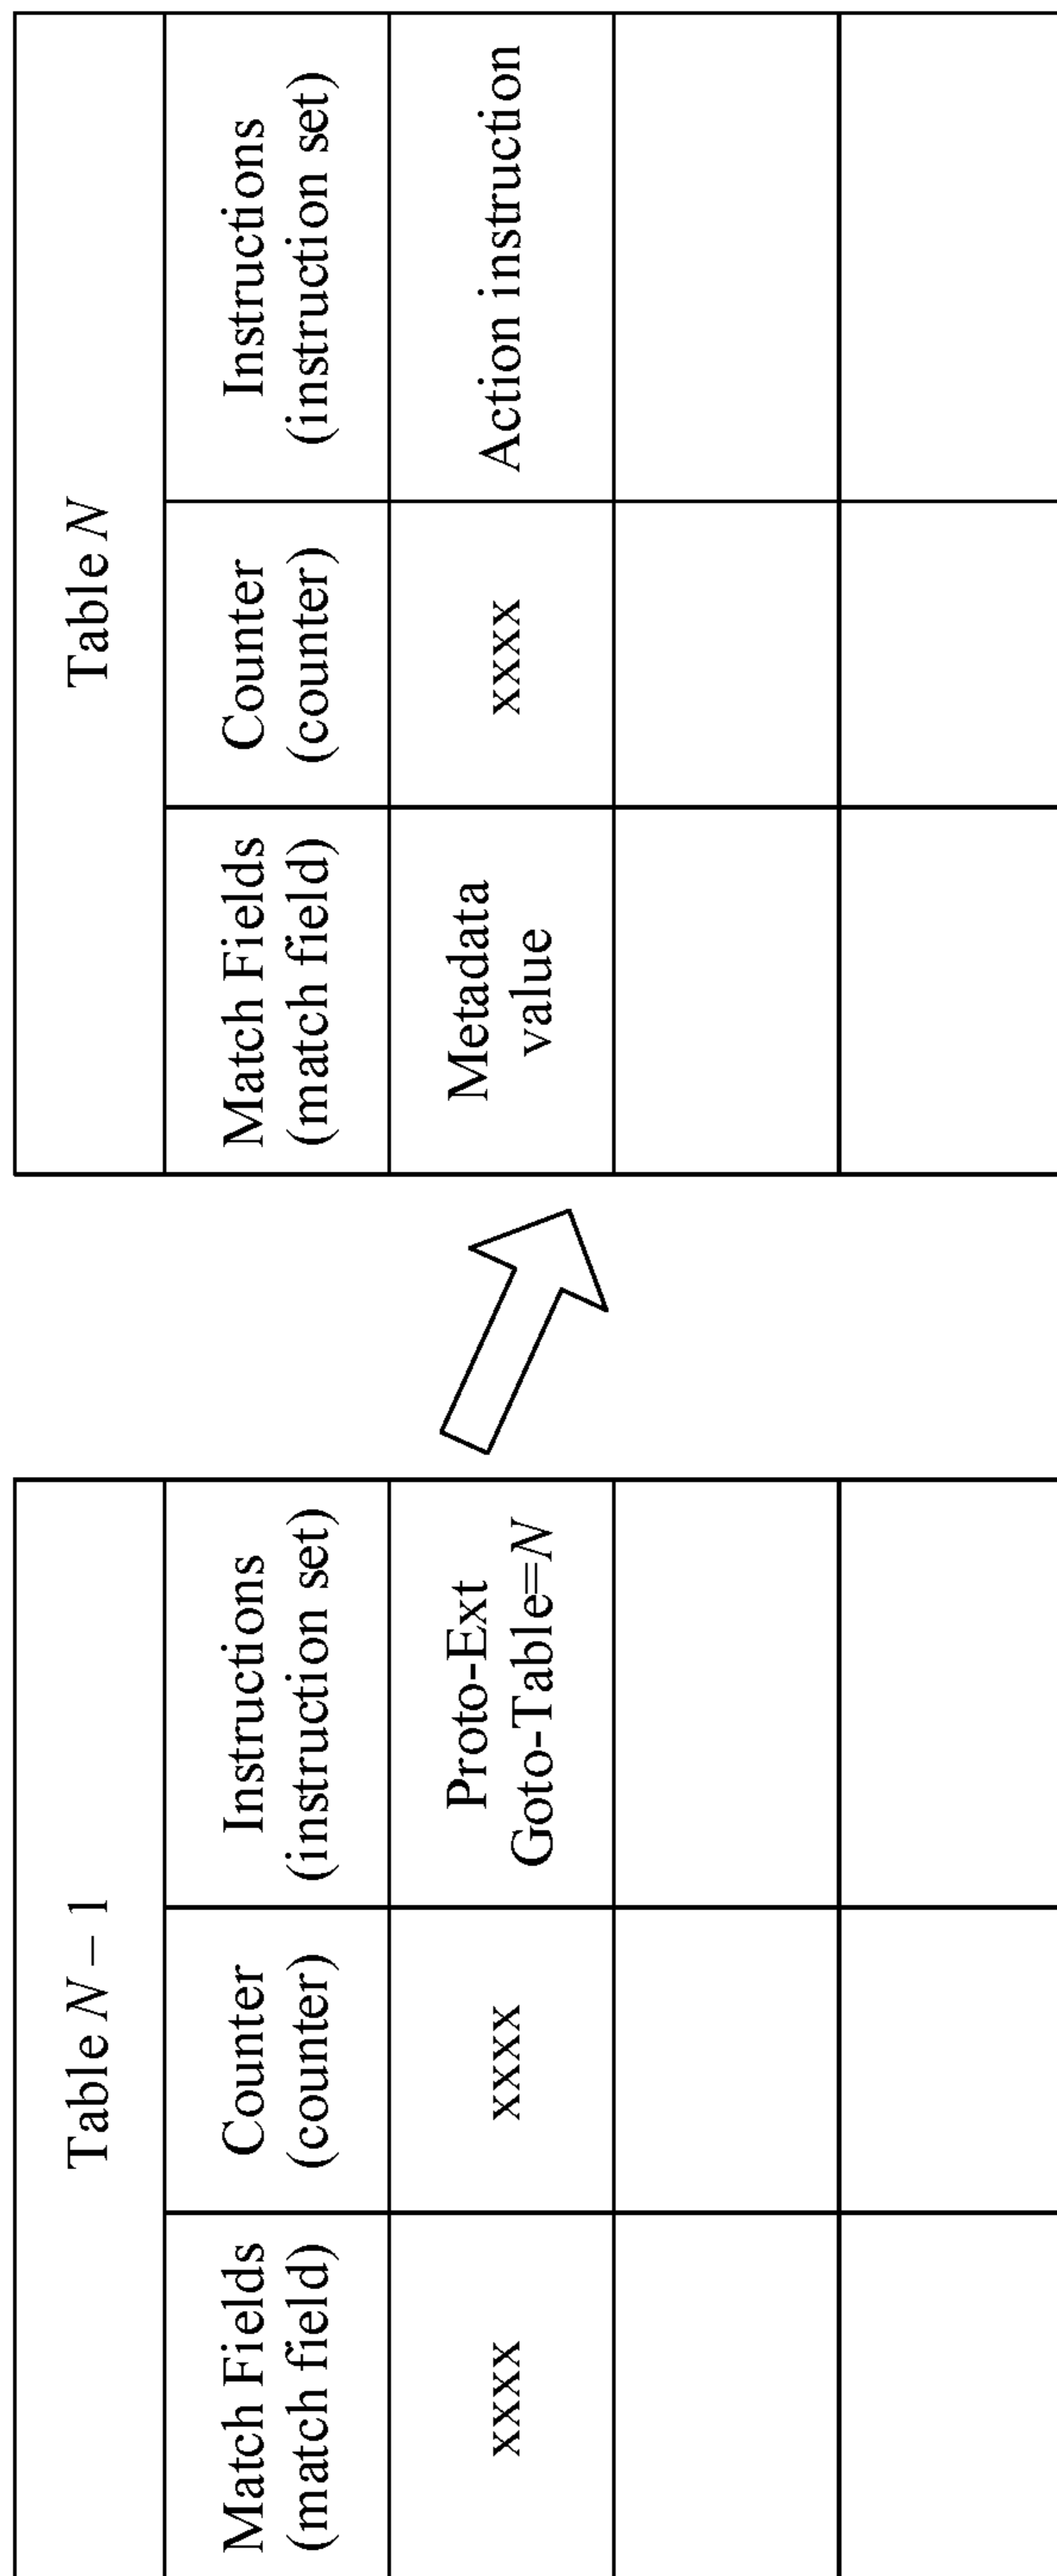 Table N – 1
Match Fields
(match field)
Counter
(counter)
Instructions
(instruction set)
xxxx
xxxx
Proto-Ext
Goto-Table=N
Table N
Match Fields
(match field)
Counter
(counter)
Instructions
(instruction set)
Metadata
value
xxxx
Action instruction